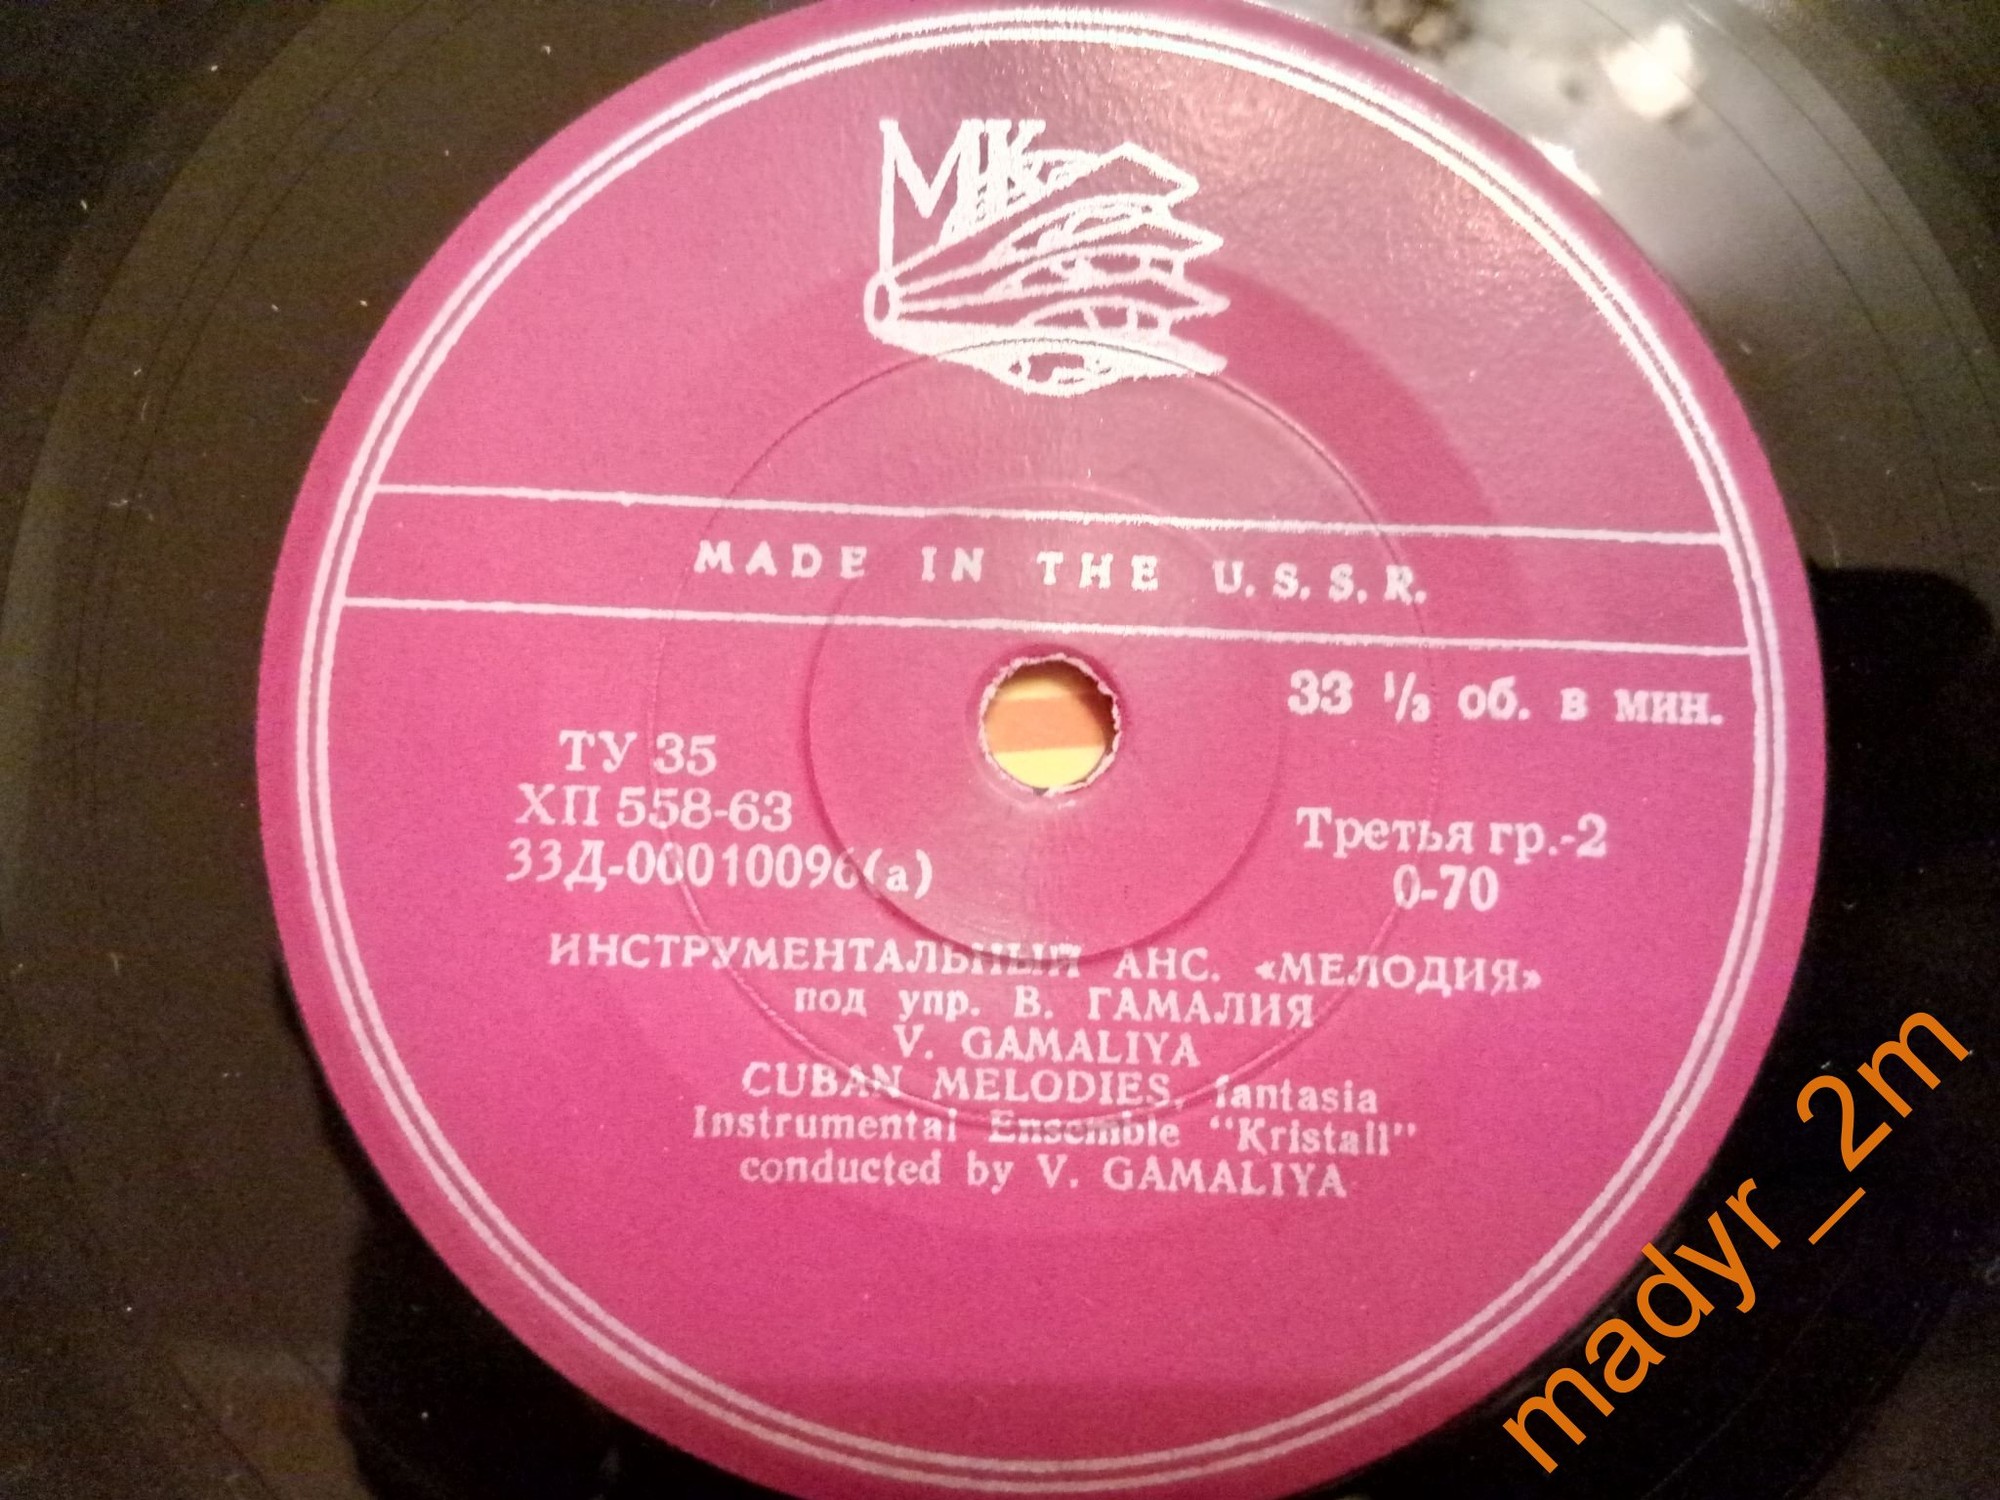 МК
MADE IN THE U.S.S.R.
33 1/3 об. в мин.
ТУ 35
ХП 558-63
33Д-00010096(а)
Третья гр.-2
0-70
ИНСТРУМЕНТАЛЬНЫЙ АНС. «МЕЛОДИЯ»
под упр. В. ГАМАЛИЯ
V. GAMALIYA
CUBAN MELODIES, fantasia
Instrumental Ensemble "Kristall"
conducted by V. GAMALIYA
madyr_2m